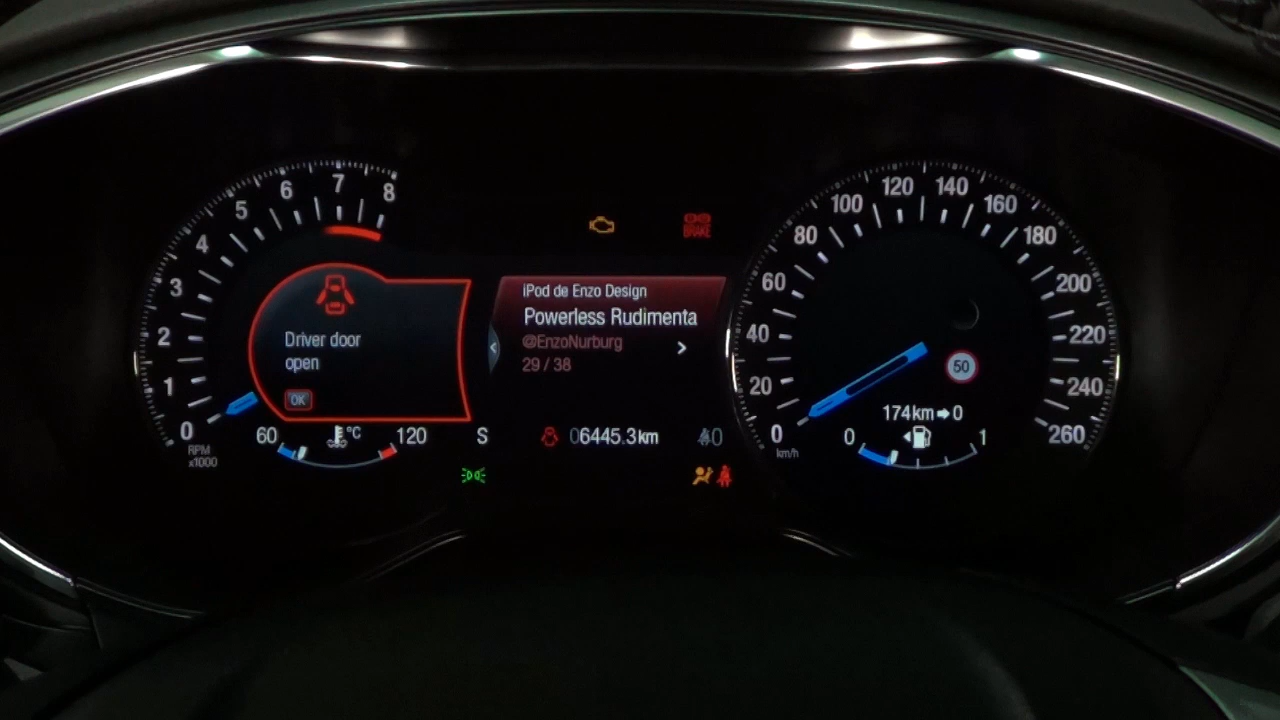 0
1
2
3
4
5
6
7
8
RPM
x1000
Driver door
open
OK
60
°C
120
S
BRAKE
iPod de Enzo Design
Powerless Rudimenta
@EnzoNurburg
29 / 38
06445.3km
0
20
40
60
80
100
120
140
160
180
200
220
240
260
km/h
50
174km➡0
0
1